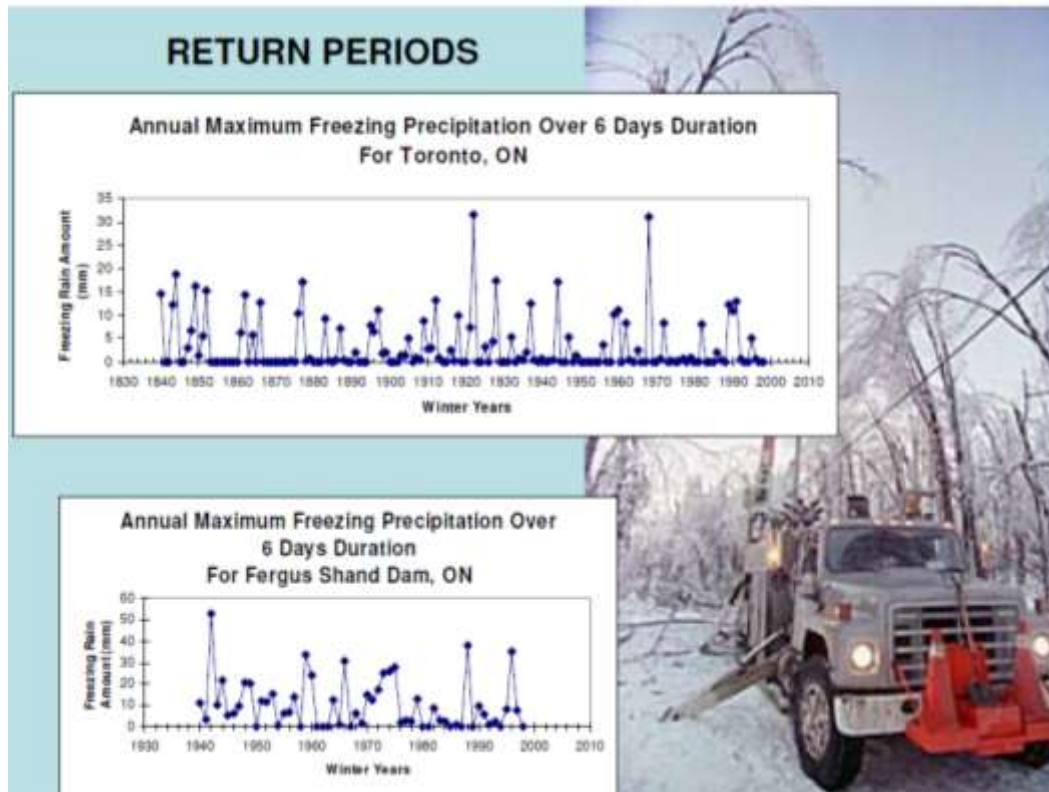 RETURN PERIODS
Annual Maximum Freezing Precipitation Over 6 Days Duration
For Toronto, ON
Freezing Rain Amount
(mm)
35
30
25
20
15
10
5
0
1830 1840 1850 1860 1870 1880 1890 1900 1910 1920 1930 1940 1950 1960 1970 1980 1990 2000 2010
Winter Years
Annual Maximum Freezing Precipitation Over
6 Days Duration
For Fergus Shand Dam, ON
Freezing Rain
Amount (mm)
60
50
40
30
20
10
0
1930 1940 1950 1960 1970 1980 1990 2000 2010
Winter Years